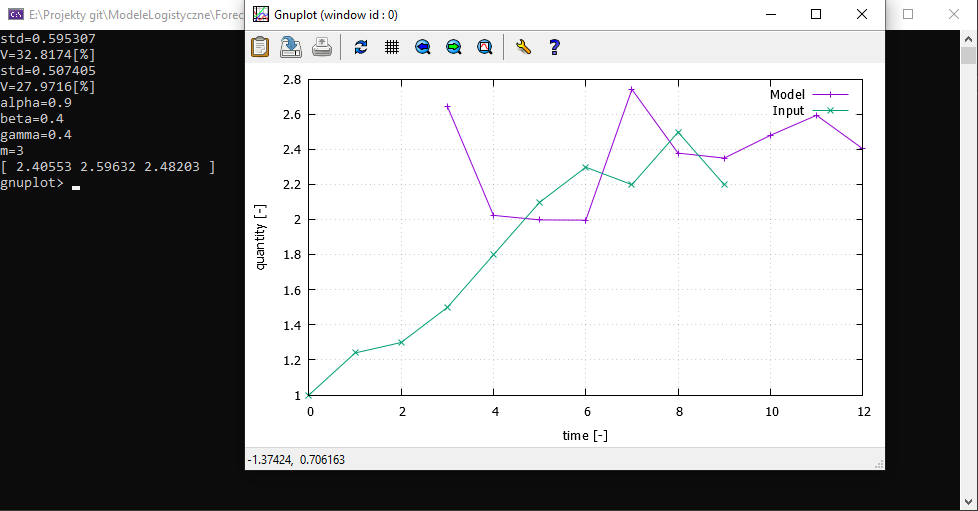 E:\Projekty git\ModeleLogistyczne\Forec
std=0.595307
V=32.8174[%]
std=0.507405
V=27.9716[%]
alpha=0.9
beta=0.4
gamma=0.4
m=3
[ 2.40553 2.59632 2.48203 ]
gnuplot>
Gnuplot (window id : 0)
2.8
2.6
2.4
2.2
2
1.8
1.6
1.4
1.2
1
quantity [-]
Model
Input
0 2 4 6 8 10 12
time [-]
-1.37424, 0.706163